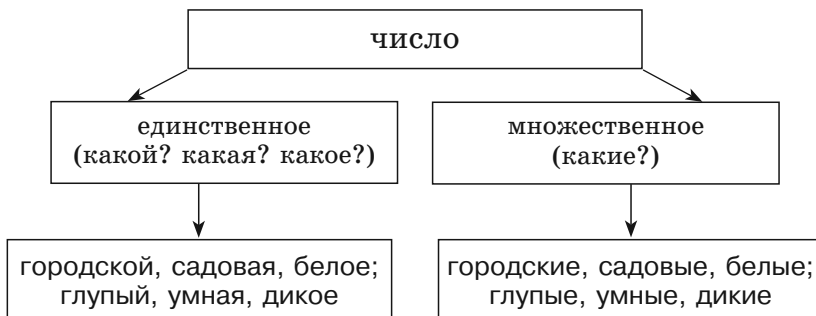 число
единственное
(какой? какая? какое?)
множественное
(какие?)
городской, садовая, белое;
глупый, умная, дикое
городские, садовые, белые;
глупые, умные, дикие